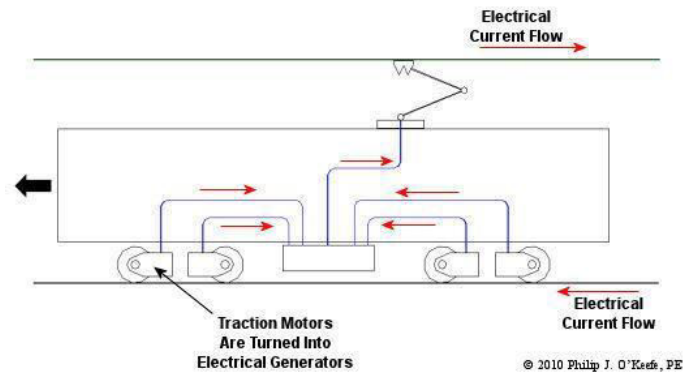 Electrical
Current Flow
Electrical
Current Flow
Traction Motors
Are Turned Into
Electrical Generators
© 2010 Philip J. O'Keefe, PE